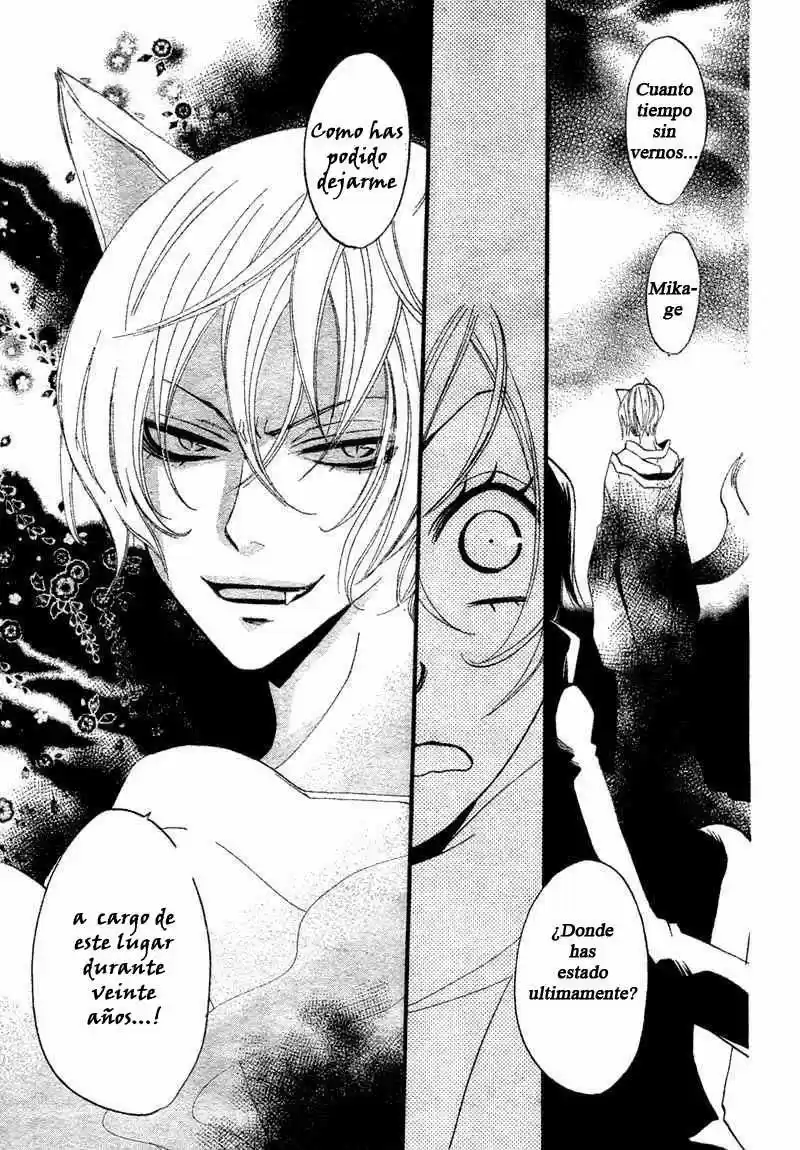 Cuanto
tiempo
sin
vernos...
Mika-
ge
¿Donde
has
estado
ultimamente?
Como has
podido
dejarme
a cargo de
este lugar
durante
veinte
años...!